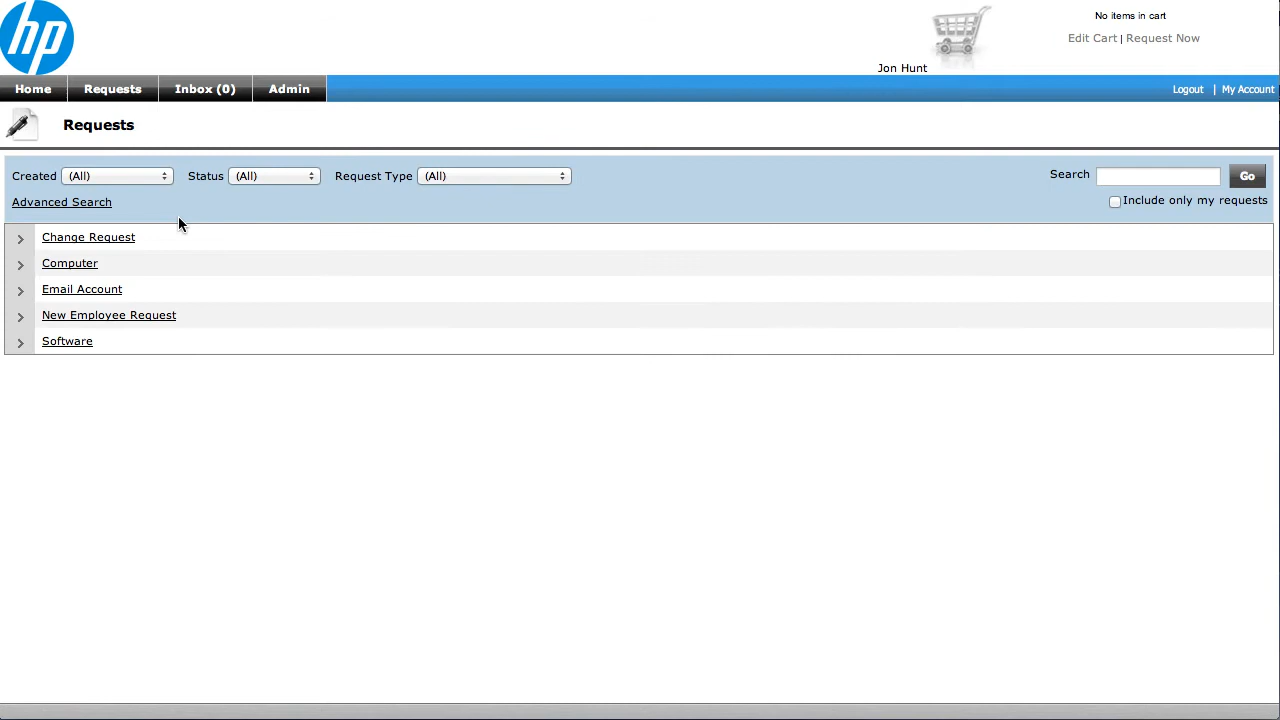 hp
No items in cart
Edit Cart | Request Now
Jon Hunt
Home Requests Inbox (0) Admin Logout | My Account
Requests
Created (All) Status (All) Request Type (All) Search Go
Advanced Search Include only my requests
Change Request
Computer
Email Account
New Employee Request
Software